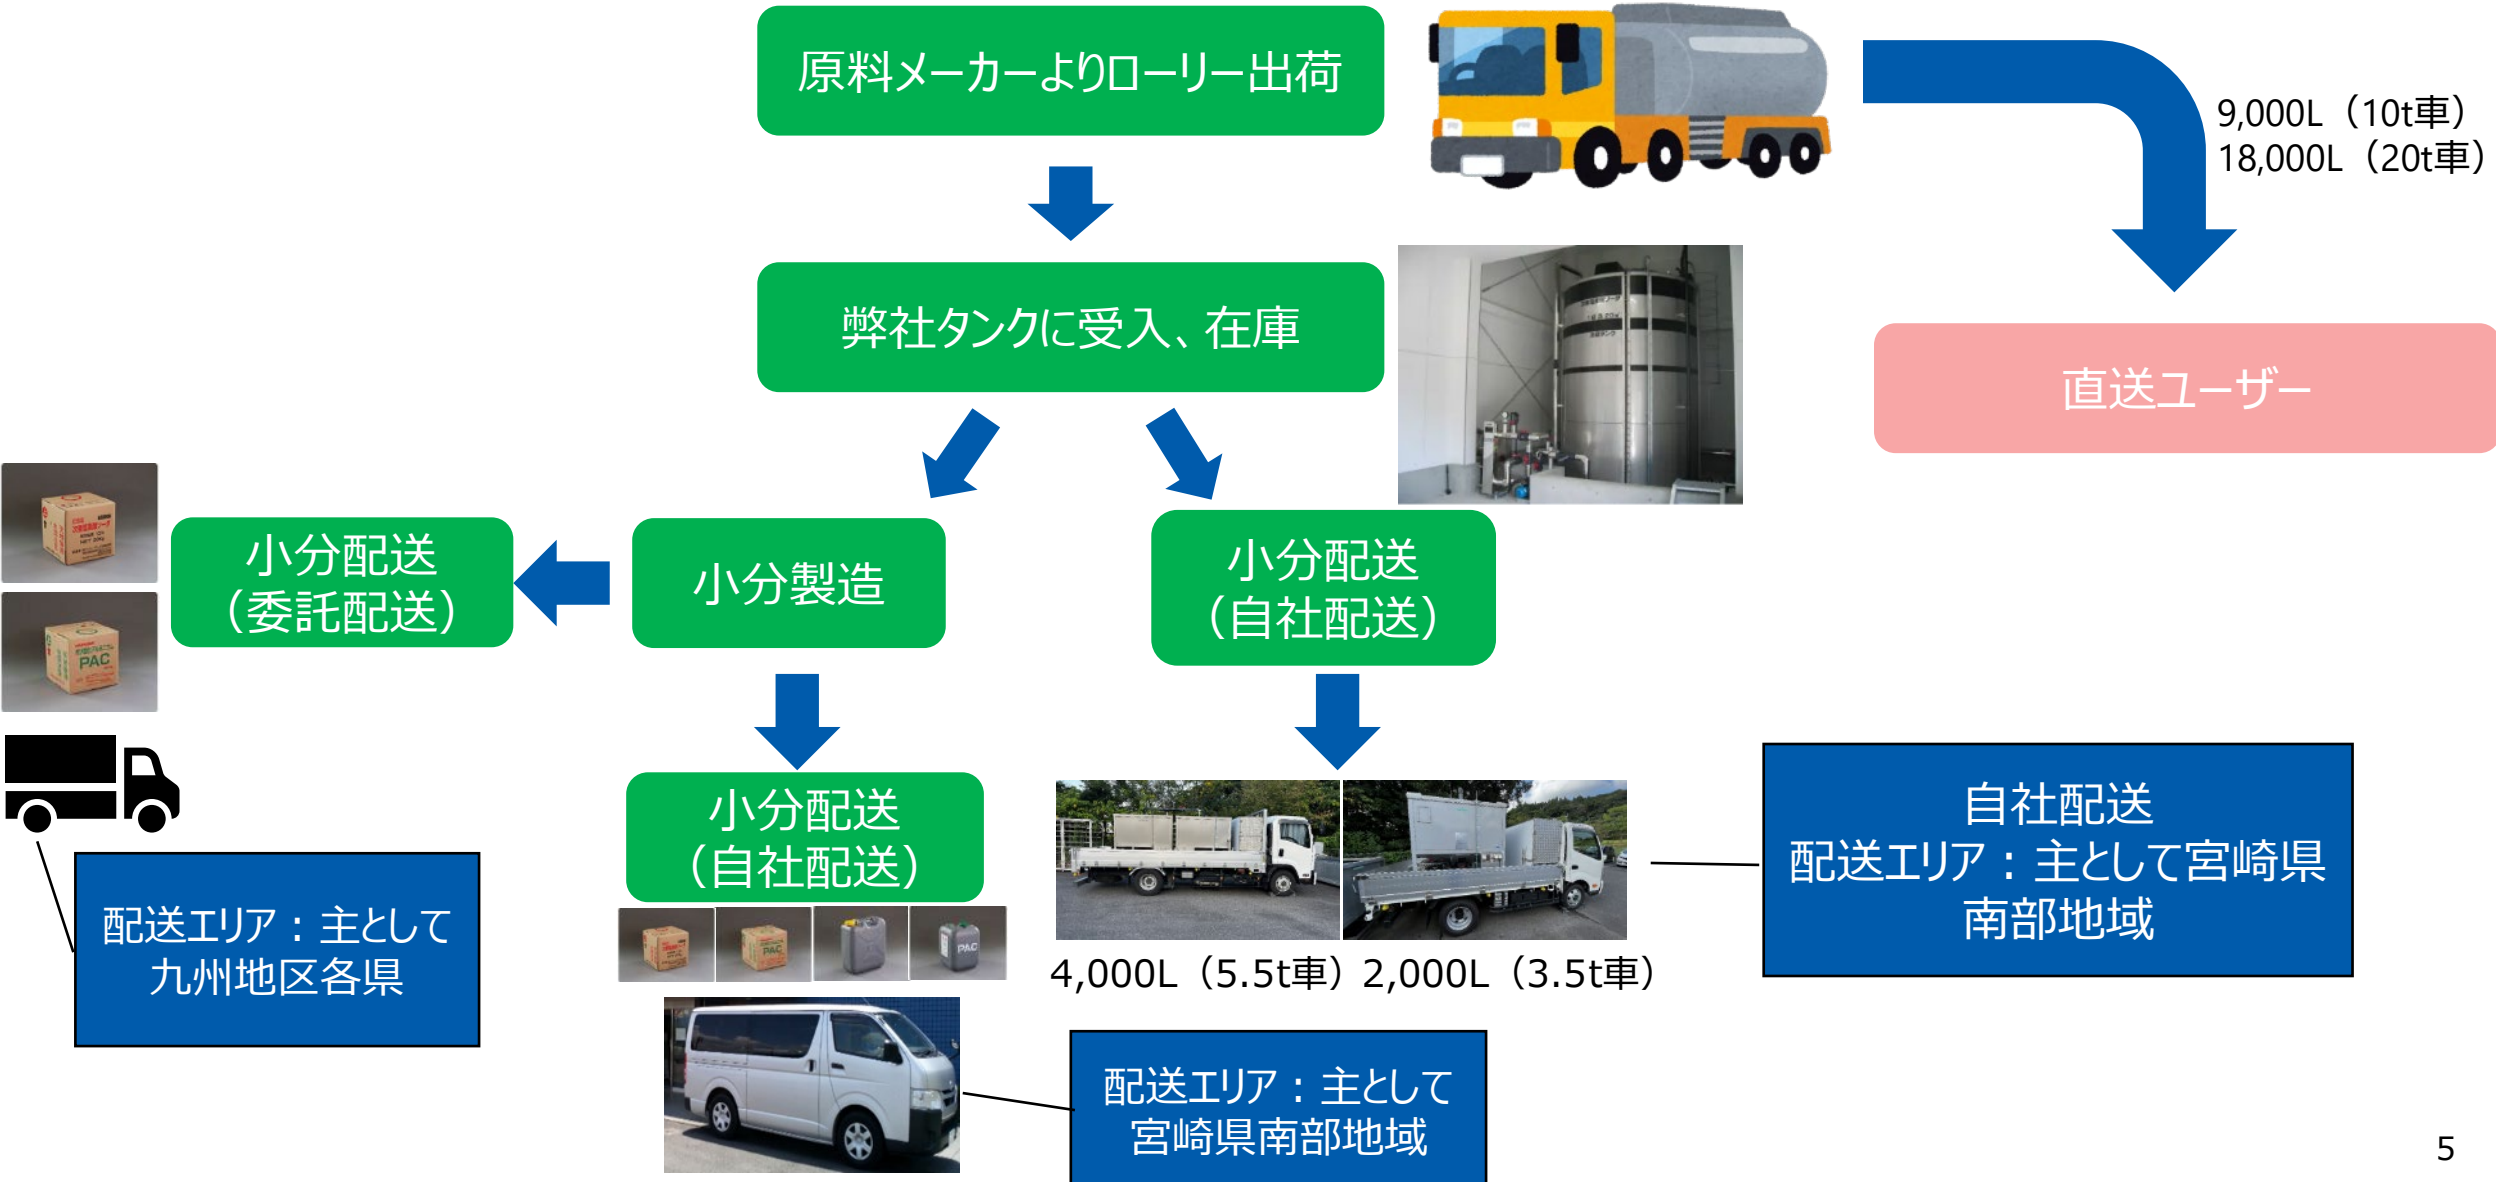 原料メーカーよりローリー出荷
9,000L（10t車）
18,000L（20t車）
弊社タンクに受入、在庫
直送ユーザー
小分配送
（委託配送）
小分製造
小分配送
（自社配送）
PAC
小分配送
（自社配送）
自社配送
配送エリア：主として宮崎県
南部地域
配送エリア：主として
九州地区各県
PAC
PAC
4,000L（5.5t車）
2,000L（3.5t車）
配送エリア：主として
宮崎県南部地域
5